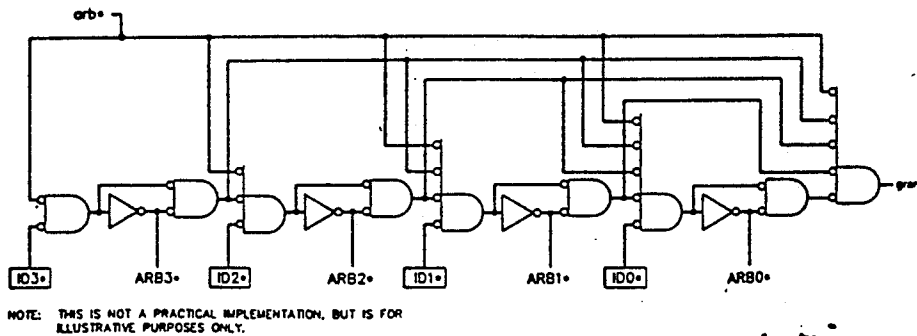 arb*
ID3* ARB3* ID2* ARB2* ID1* ARB1* ID0* ARB0*
NOTE: THIS IS NOT A PRACTICAL IMPLEMENTATION, BUT IS FOR
ILLUSTRATIVE PURPOSES ONLY.